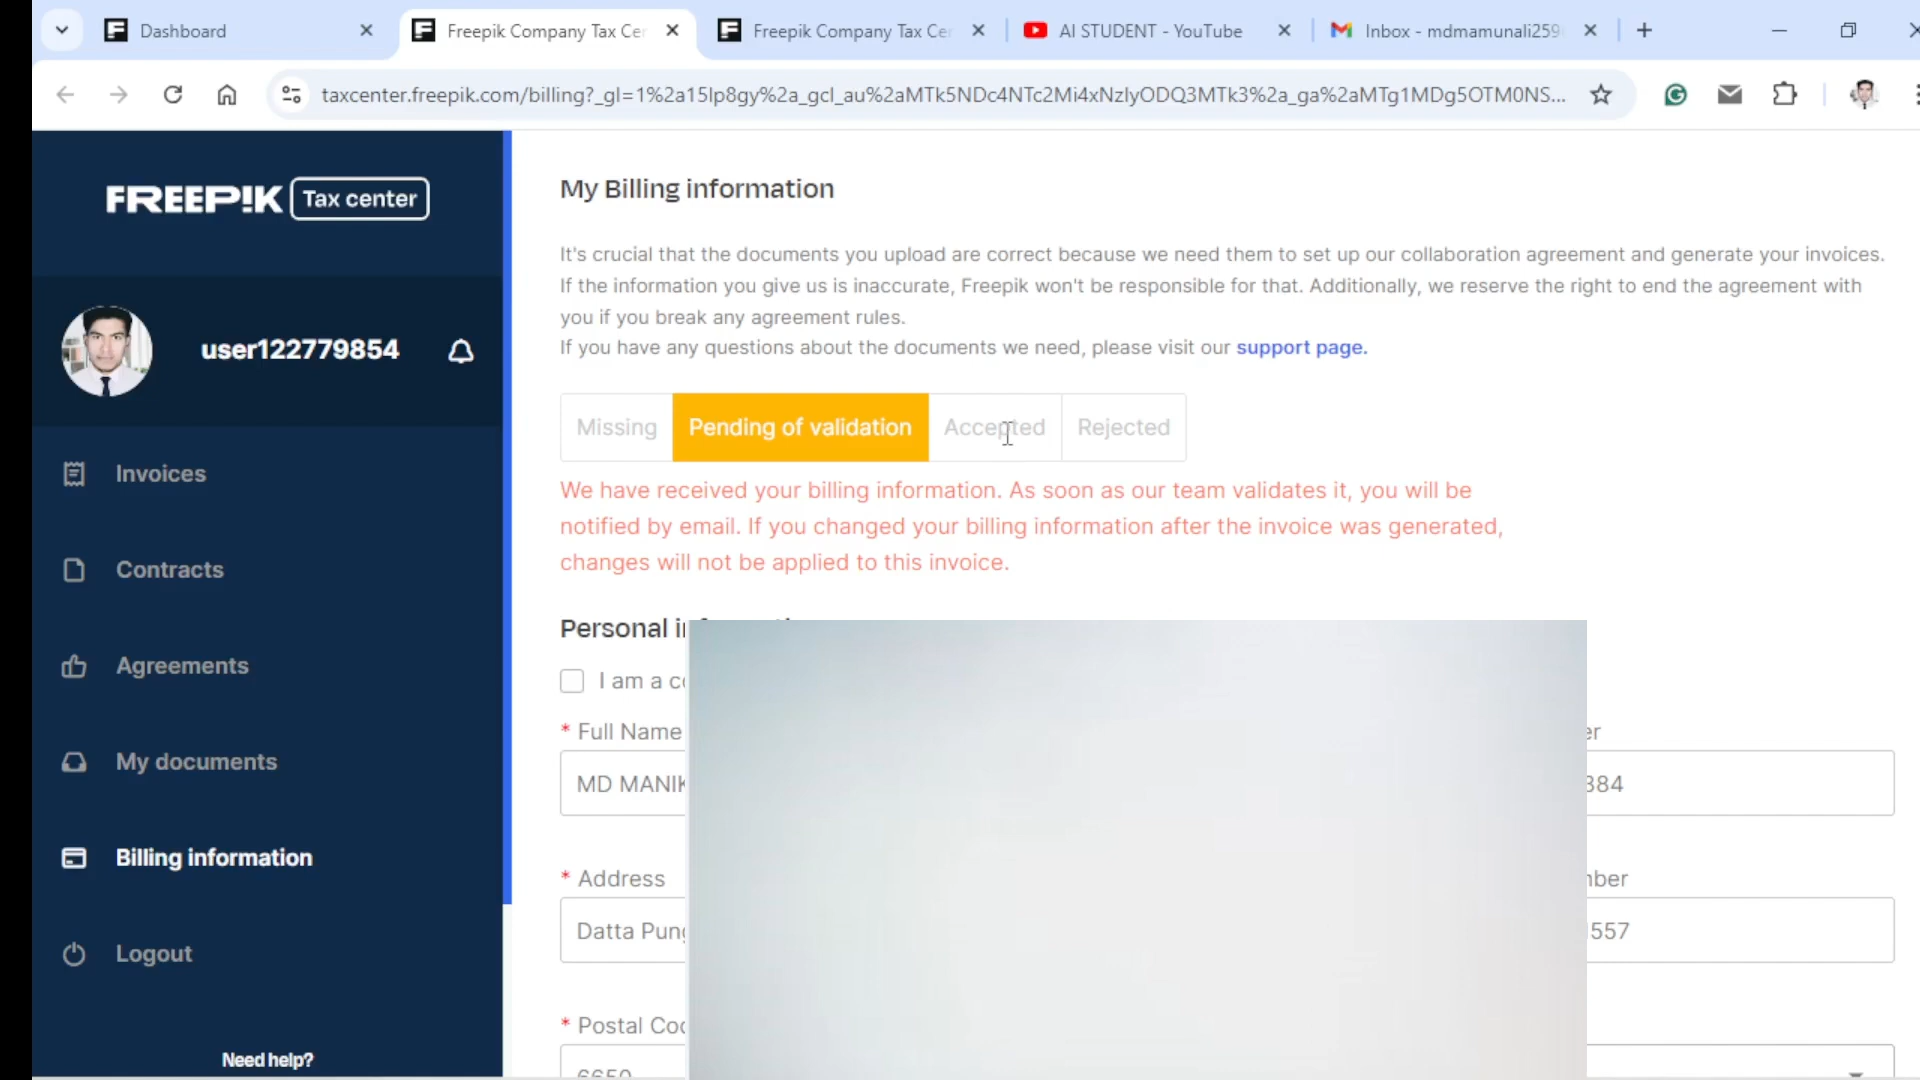 Dashboard
Freepik Company Tax Cer
Freepik Company Tax Cer
AI STUDENT - YouTube
Inbox - mdmamunali259
taxcenter.freepik.com/billing?_gl=1%2a15lp8gy%2a_gcl_au%2aMTk5NDc4NTc2Mi4xNzIyODQ3MTk3%2a_ga%2aMTg1MDg5OTM0NS...
FREEP!K Tax center
user122779854
Invoices
Contracts
Agreements
My documents
Billing information
Logout
Need help?
My Billing information
It's crucial that the documents you upload are correct because we need them to set up our collaboration agreement and generate your invoices.
If the information you give us is inaccurate, Freepik won't be responsible for that. Additionally, we reserve the right to end the agreement with
you if you break any agreement rules.
If you have any questions about the documents we need, please visit our support page.
Missing
Pending of validation
Accepted
Rejected
We have received your billing information. As soon as our team validates it, you will be
notified by email. If you changed your billing information after the invoice was generated,
changes will not be applied to this invoice.
Personal
I am a
* Full Name
MD MANIK
384
* Address
Datta
557
* Postal
6650